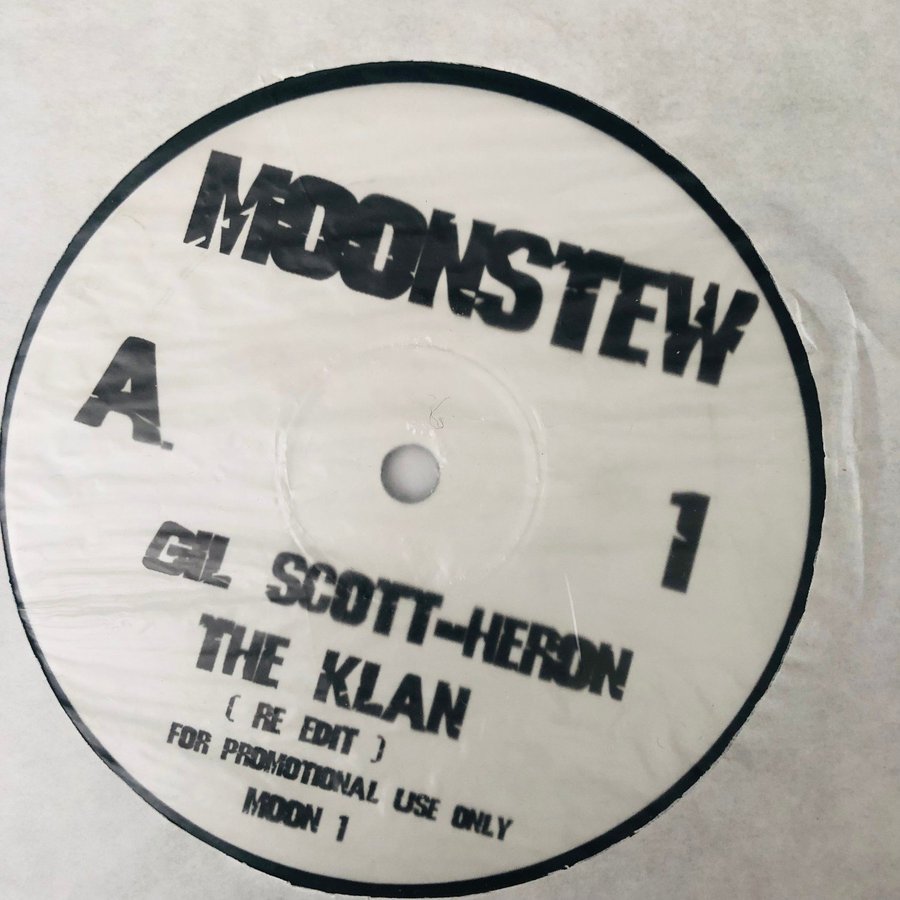 MOONSTEW
A
1
GIL SCOTT-HERON
THE KLAN
( RE EDIT )
FOR PROMOTIONAL USE ONLY
MOON 1